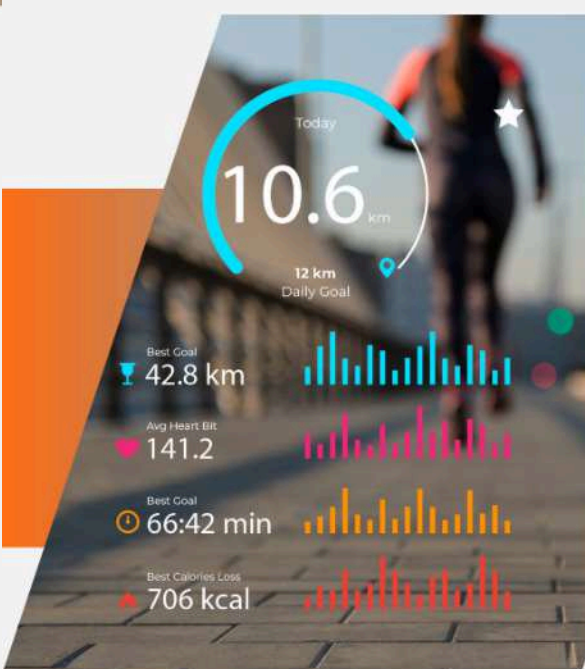 Today
10.6 km
12 km
Daily Goal
Best Goal
42.8 km
Avg Heart Bit
141.2
Best Goal
66:42 min
Best Calories Loss
706 kcal